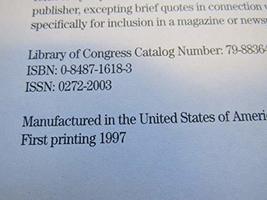 publisher, excepting brief quotes in connection
specifically for inclusion in a magazine or
Library of Congress Catalog Number: 79-8836
ISBN: 0-8487-1618-3
ISSN: 0272-2003
Manufactured in the United States of Ameri
First printing 1997